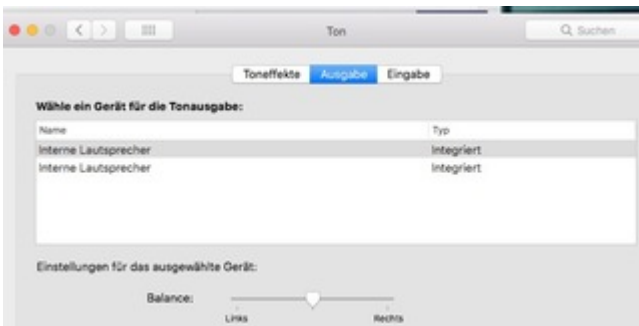 Ton
Suchen
Toneffekte Ausgabe Eingabe
Wähle ein Gerät für die Tonausgabe:
Name Typ
Interne Lautsprecher Integriert
Interne Lautsprecher Integriert
Einstellungen für das ausgewählte Gerät:
Balance:
Links Rechts